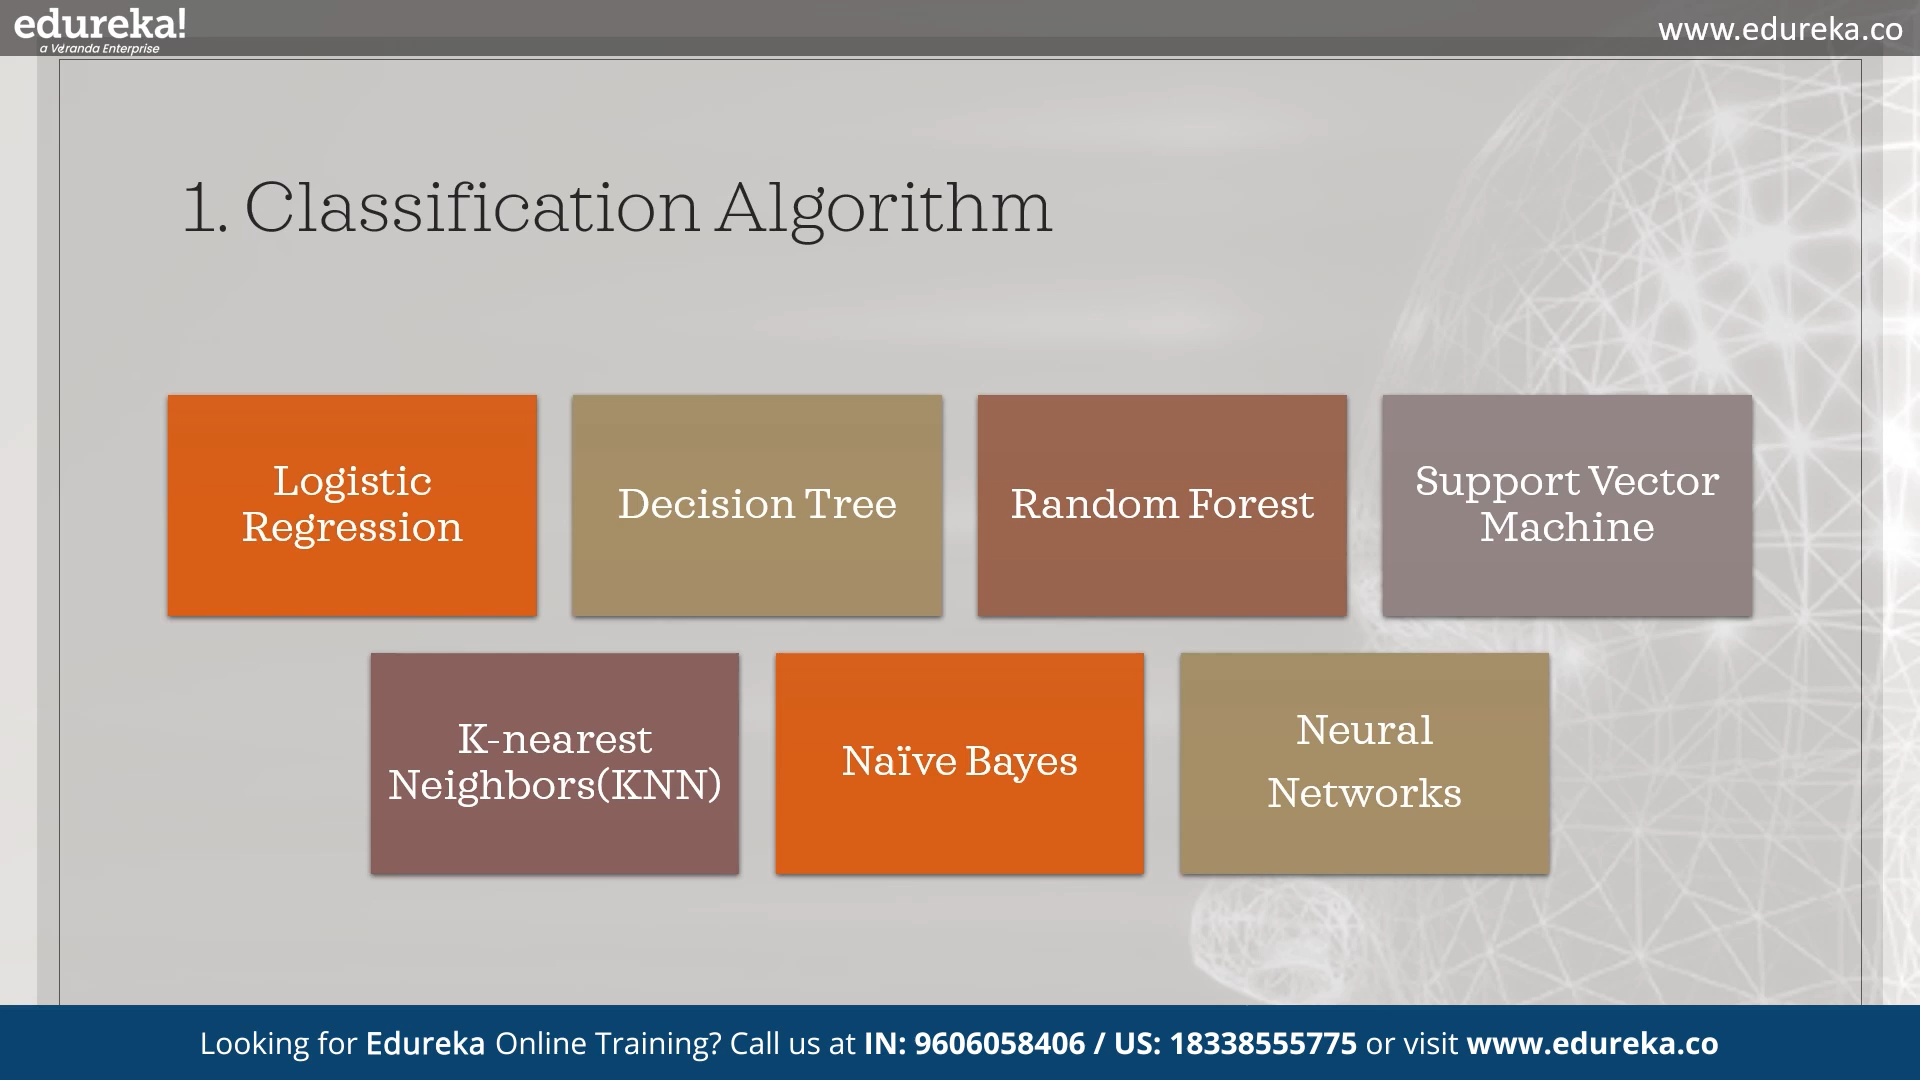 edureka!
a Veranda Enterprise
www.edureka.co
1. Classification Algorithm
Logistic
Regression
Decision Tree
Random Forest
Support Vector
Machine
K-nearest
Neighbors(KNN)
Naïve Bayes
Neural
Networks
Looking for Edureka Online Training? Call us at IN: 9606058406 / US: 18338555775 or visit www.edureka.co